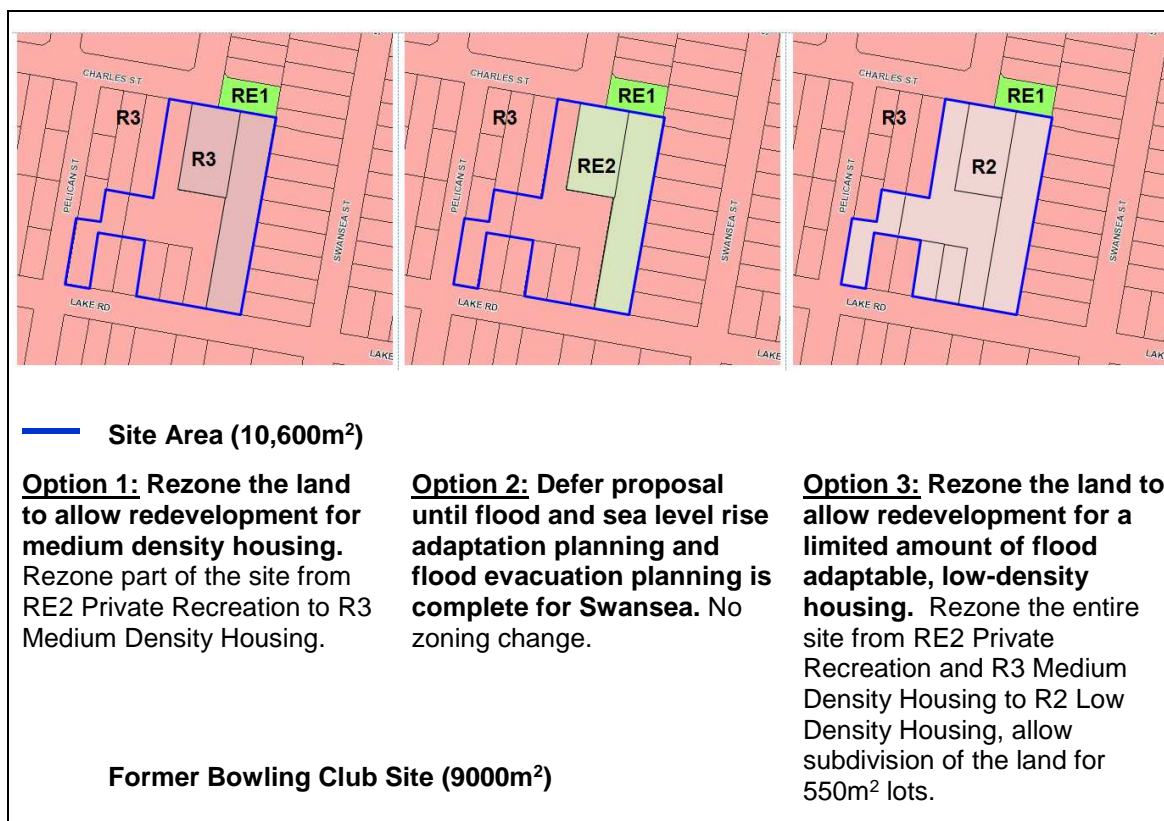 CHARLES ST
RE1
R3
R3
PELICAN ST
SWANSEA ST
LAKE RD
LAKE
CHARLES ST
RE1
R3
RE2
PELICAN ST
SWANSEA ST
LAKE RD
LAKE
CHARLES ST
RE1
R3
R2
PELICAN ST
SWANSEA ST
LAKE RD
LAKE
Site Area (10,600m²)
Option 1: Rezone the land
to allow redevelopment for
medium density housing.
Rezone part of the site from
RE2 Private Recreation to R3
Medium Density Housing.
Option 2: Defer proposal
until flood and sea level rise
adaptation planning and
flood evacuation planning is
complete for Swansea. No
zoning change.
Option 3: Rezone the land to
allow redevelopment for a
limited amount of flood
adaptable, low-density
housing. Rezone the entire
site from RE2 Private
Recreation and R3 Medium
Density Housing to R2 Low
Density Housing, allow
subdivision of the land for
550m² lots.
Former Bowling Club Site (9000m²)